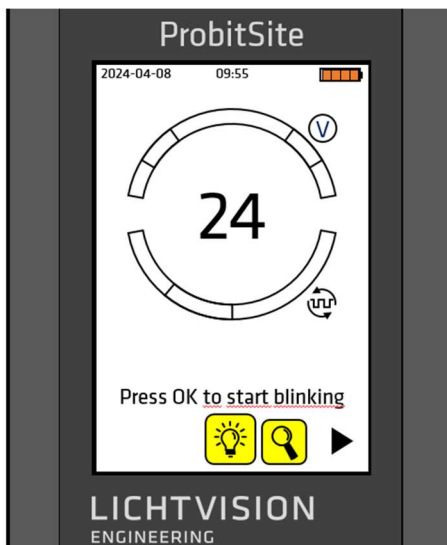 ProbitSite
2024-04-08 09:55
V
24
Press OK to start blinking
LICHTVISION
ENGINEERING